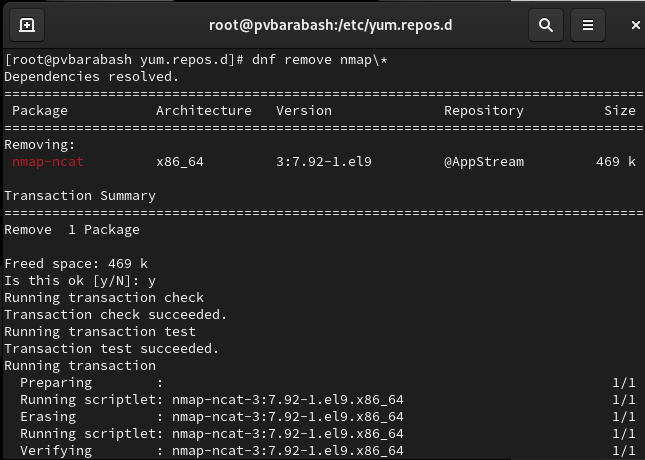 root@pvbarabash:/etc/yum.repos.d
[root@pvbarabash yum.repos.d]# dnf remove nmap\*
Dependencies resolved.
================================================================================
Package Architecture Version Repository Size
================================================================================
Removing:
nmap-ncat x86_64 3:7.92-1.el9 @AppStream 469 k
Transaction Summary
================================================================================
Remove  1 Package
Freed space: 469 k
Is this ok [y/N]: y
Running transaction check
Transaction check succeeded.
Running transaction test
Transaction test succeeded.
Running transaction
Preparing : 1/1
Running scriptlet: nmap-ncat-3:7.92-1.el9.x86_64 1/1
Erasing : nmap-ncat-3:7.92-1.el9.x86_64 1/1
Running scriptlet: nmap-ncat-3:7.92-1.el9.x86_64 1/1
Verifying : nmap-ncat-3:7.92-1.el9.x86_64 1/1